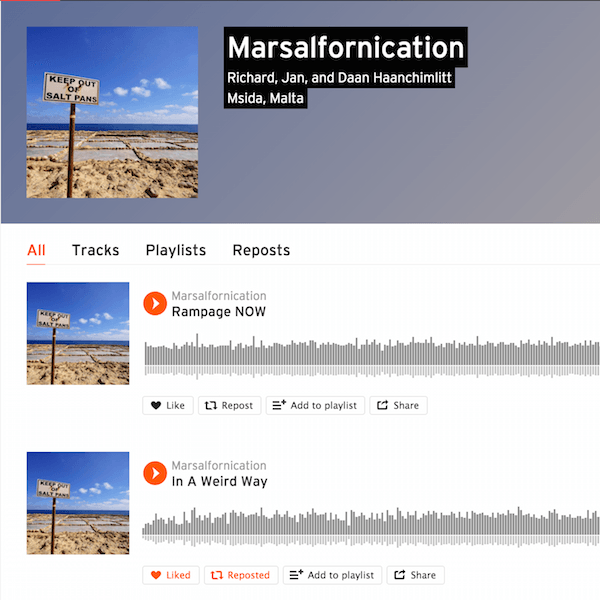 KEEP OUT
OF
SALT PANS
Marsalfornication
Richard, Jan, and Daan Haanchimlitt
Msida, Malta
All Tracks Playlists Reposts
KEEP OUT
OF
SALT PANS
Marsalfornication
Rampage NOW
Like Repost Add to playlist Share
KEEP OUT
OF
SALT PANS
Marsalfornication
In A Weird Way
Liked Reposted Add to playlist Share